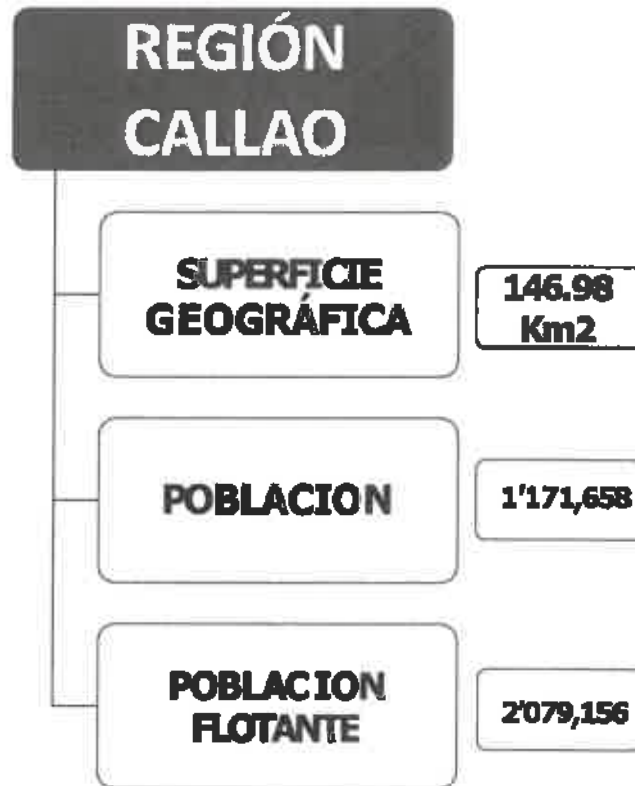 REGIÓN
CALLAO
SUPERFICIE
GEOGRÁFICA
146.98
Km2
POBLACION
1'171,658
POBLACION
FLOTANTE
2'079,156